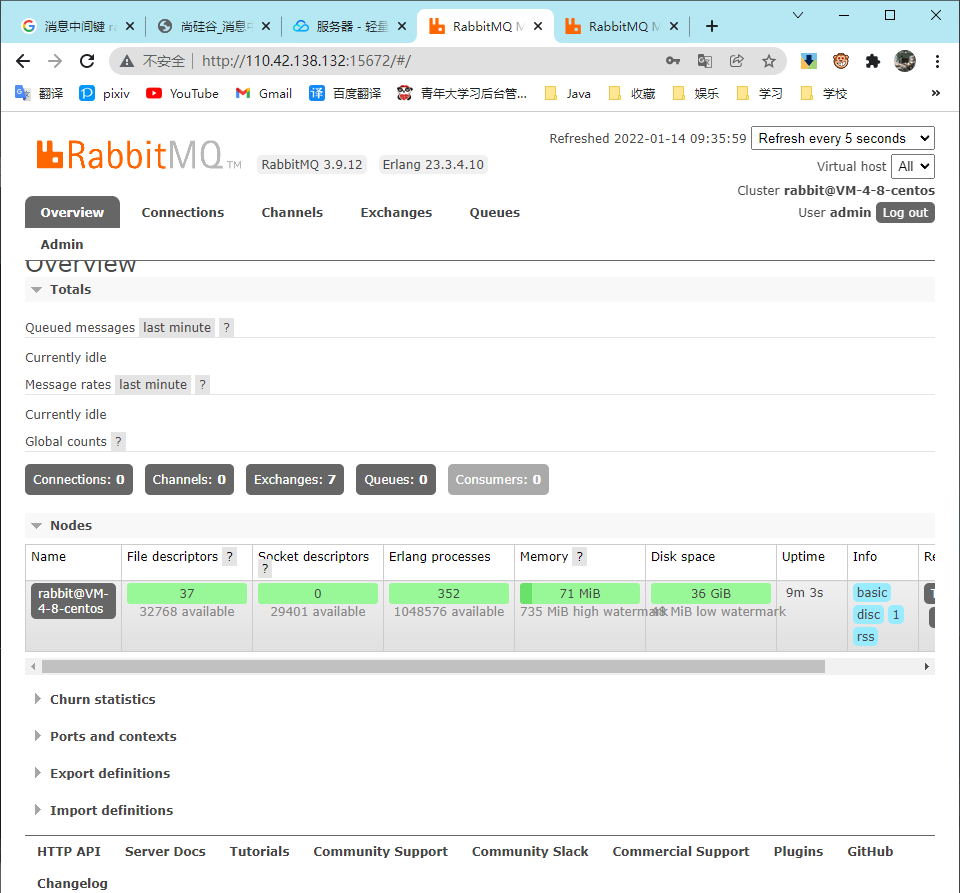 消息中间键 ra
尚硅谷_消息中
服务器 - 轻量
RabbitMQ M
RabbitMQ M
不安全 http://110.42.138.132:15672/#/
翻译 pixiv YouTube Gmail 百度翻译 青年大学习后台管... Java 收藏 娱乐 学习 学校 »
RabbitMQ TM RabbitMQ 3.9.12 Erlang 23.3.4.10
Refreshed 2022-01-14 09:35:59 Refresh every 5 seconds
Virtual host All
Cluster rabbit@VM-4-8-centos
User admin Log out
Overview Connections Channels Exchanges Queues
Admin
Overview
Totals
Queued messages last minute ?
Currently idle
Message rates last minute ?
Currently idle
Global counts ?
Connections: 0 Channels: 0 Exchanges: 7 Queues: 0 Consumers: 0
Nodes
Name File descriptors ? Socket descriptors ? Erlang processes Memory ? Disk space Uptime Info Re
rabbit@VM-4-8-centos 37 0 352 71 MiB 36 GiB 9m 3s basic
32768 available 29401 available 1048576 available 735 MiB high watermark 48 MiB low watermark disc 1
rss
Churn statistics
Ports and contexts
Export definitions
Import definitions
HTTP API Server Docs Tutorials Community Support Community Slack Commercial Support Plugins GitHub
Changelog